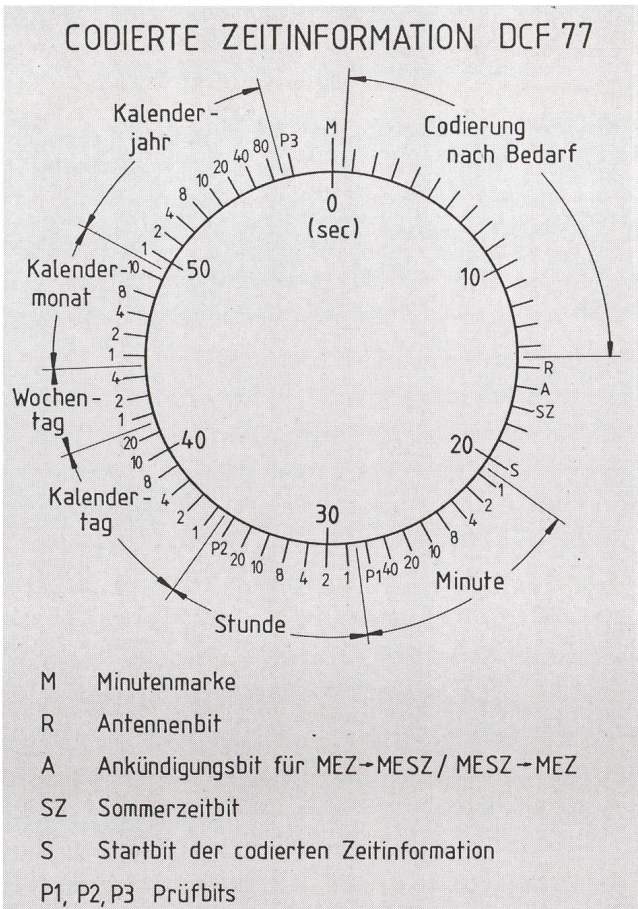 CODIERTE ZEITINFORMATION DCF 77
M
0
(sec)
Codierung
nach Bedarf
10
R
A
SZ
20
S
1
2
4
8
10
20
40
P1
Minute
30
1
2
4
8
10
20
P2
Stunde
1
2
4
8
10
20
40
Kalender-
tag
1
2
4
Wochen-
tag
1
2
4
8
10
Kalender-
monat
50
1
2
4
8
10
20
40
80
P3
Kalender-
jahr
M Minutenmarke
R Antennenbit
A Ankündigungsbit für MEZ→MESZ / MESZ→MEZ
SZ Sommerzeitbit
S Startbit der codierten Zeitinformation
P1, P2, P3 Prüfbits